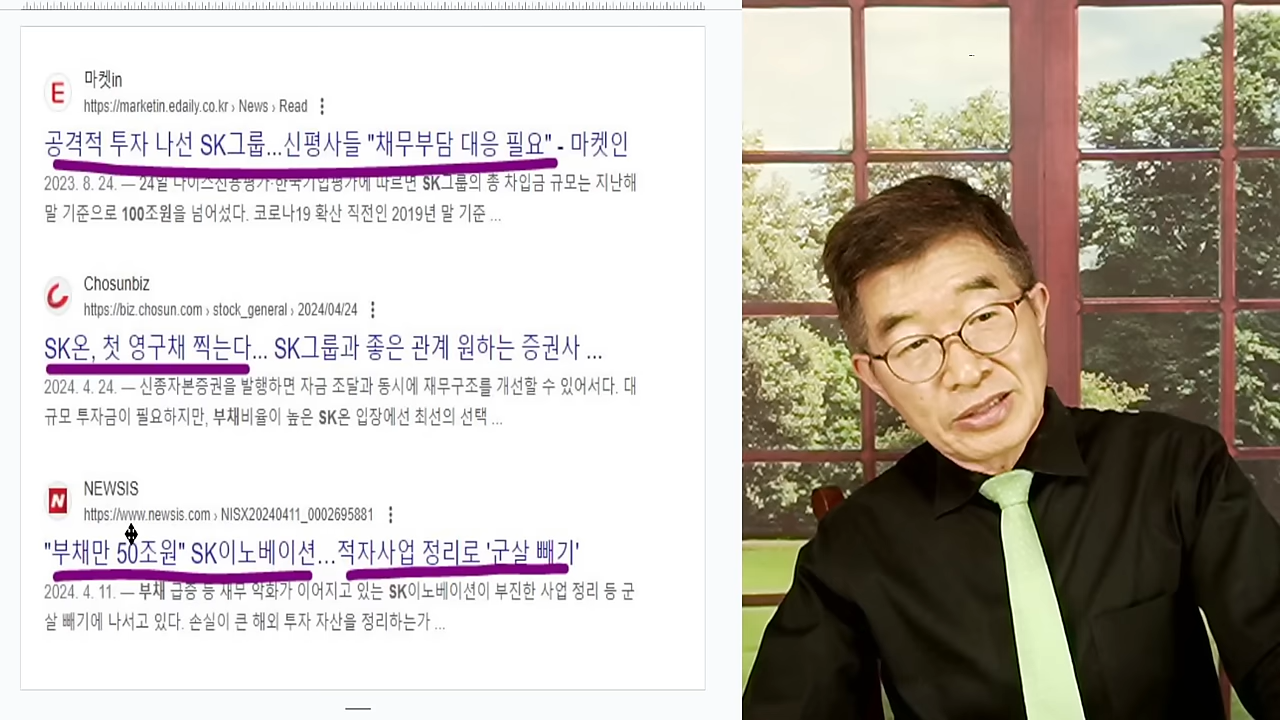 마켓in
https://marketin.edaily.co.kr › News › Read
공격적 투자 나선 SK그룹...신평사들 "채무부담 대응 필요" - 마켓인
2023. 8. 24. — 24일 나이스신용평가·한국기업평가에 따르면 SK그룹의 총 차입금 규모는 지난해
말 기준으로 100조원을 넘어섰다. 코로나19 확산 직전인 2019년 말 기준 ...
Chosunbiz
https://biz.chosun.com › stock_general › 2024/04/24
SK온, 첫 영구채 찍는다... SK그룹과 좋은 관계 원하는 증권사 ...
2024. 4. 24. — 신종자본증권을 발행하면 자금 조달과 동시에 재무구조를 개선할 수 있어서다. 대
규모 투자금이 필요하지만, 부채비율이 높은 SK온 입장에선 최선의 선택 ...
NEWSIS
https://www.newsis.com › NISX20240411_0002695881
"부채만 50조원" SK이노베이션...적자사업 정리로 '군살 빼기'
2024. 4. 11. — 부채 급증 등 재무 악화가 이어지고 있는 SK이노베이션이 부진한 사업 정리 등 군
살 빼기에 나서고 있다. 손실이 큰 해외 투자 자산을 정리하는가 ...